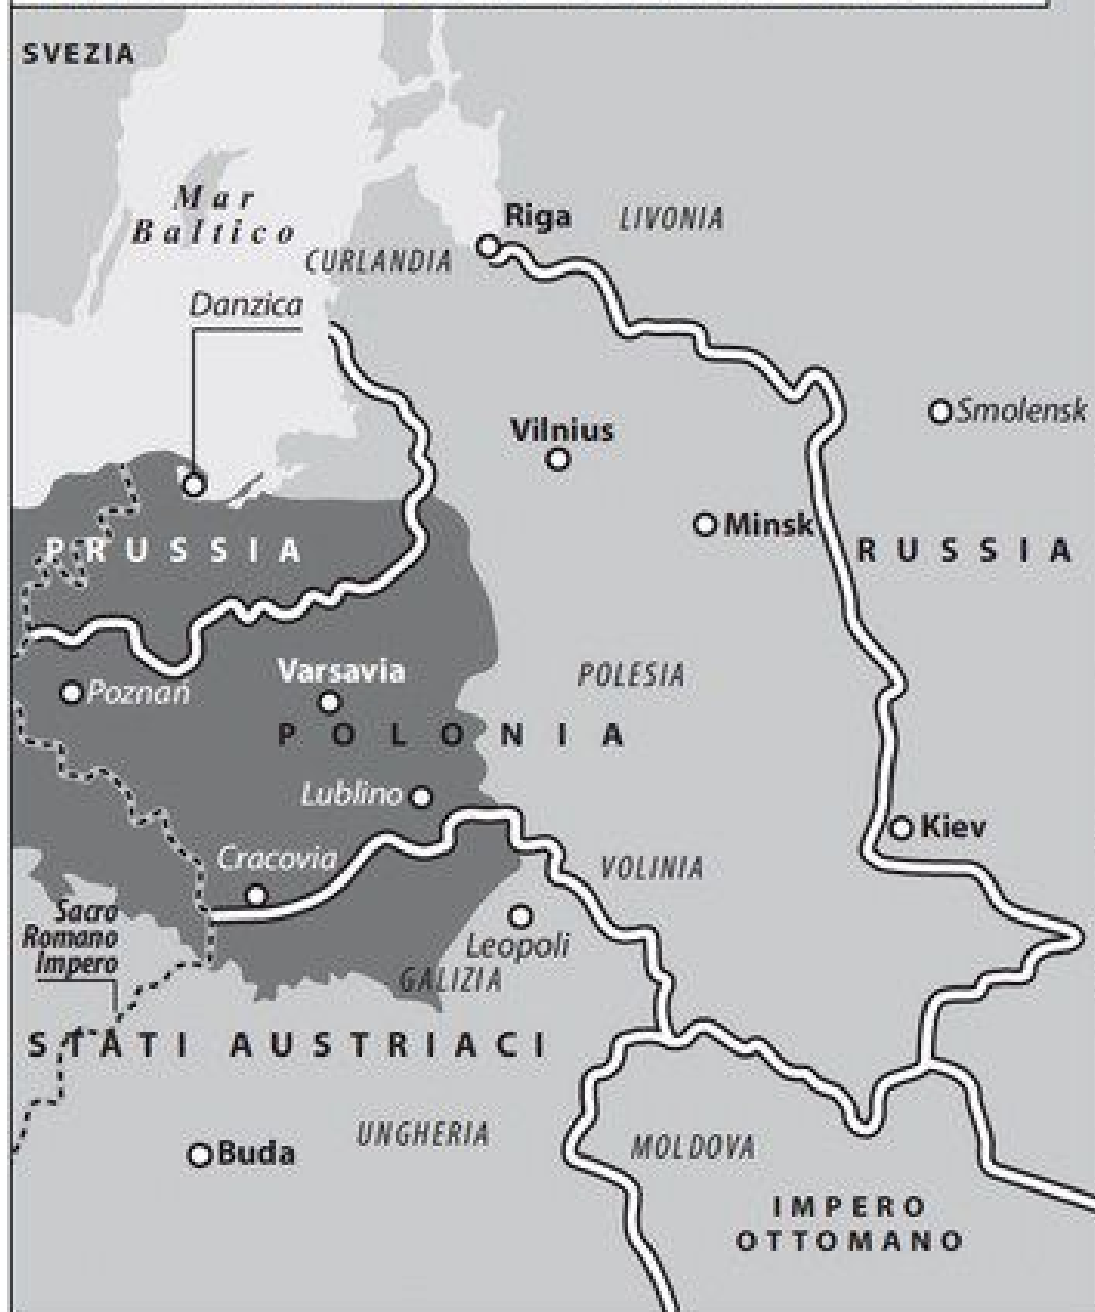 SVEZIA
Mar
Baltico
Riga
LIVONIA
CURLANDIA
Danzica
Smolensk
Vilnius
Minsk
PRUSSIA
RUSSIA
Varsavia
POLESIA
Poznań
POLONIA
Lublino
Kiev
Cracovia
VOLINIA
Sacro
Romano
Impero
Leopoli
GALIZIA
STATI AUSTRIACI
UNGHERIA
MOLDOVA
Buda
IMPERO
OTTOMANO